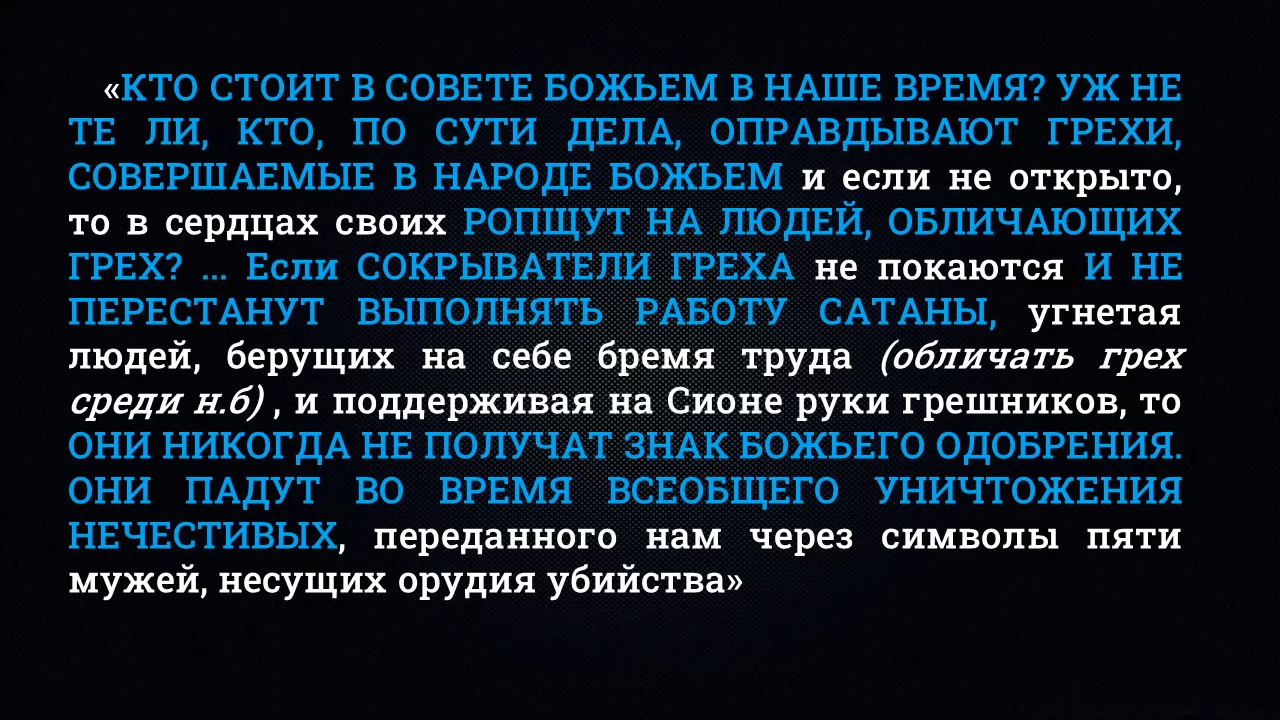 «КТО СТОИТ В СОВЕТЕ БОЖЬЕМ В НАШЕ ВРЕМЯ? УЖ НЕ
ТЕ ЛИ, КТО, ПО СУТИ ДЕЛА, ОПРАВДЫВАЮТ ГРЕХИ,
СОВЕРШАЕМЫЕ В НАРОДЕ БОЖЬЕМ и если не открыто,
то в сердцах своих РОПЩУТ НА ЛЮДЕЙ, ОБЛИЧАЮЩИХ
ГРЕХ? ... Если СОКРЫВАТЕЛИ ГРЕХА не покаются И НЕ
ПЕРЕСТАНУТ ВЫПОЛНЯТЬ РАБОТУ САТАНЫ, угнетая
людей, берущих на себе бремя труда (обличать грех
среди н.б) , и поддерживая на Сионе руки грешников, то
ОНИ НИКОГДА НЕ ПОЛУЧАТ ЗНАК БОЖЬЕГО ОДОБРЕНИЯ.
ОНИ ПАДУТ ВО ВРЕМЯ ВСЕОБЩЕГО УНИЧТОЖЕНИЯ
НЕЧЕСТИВЫХ, переданного нам через символы пяти
мужей, несущих орудия убийства»